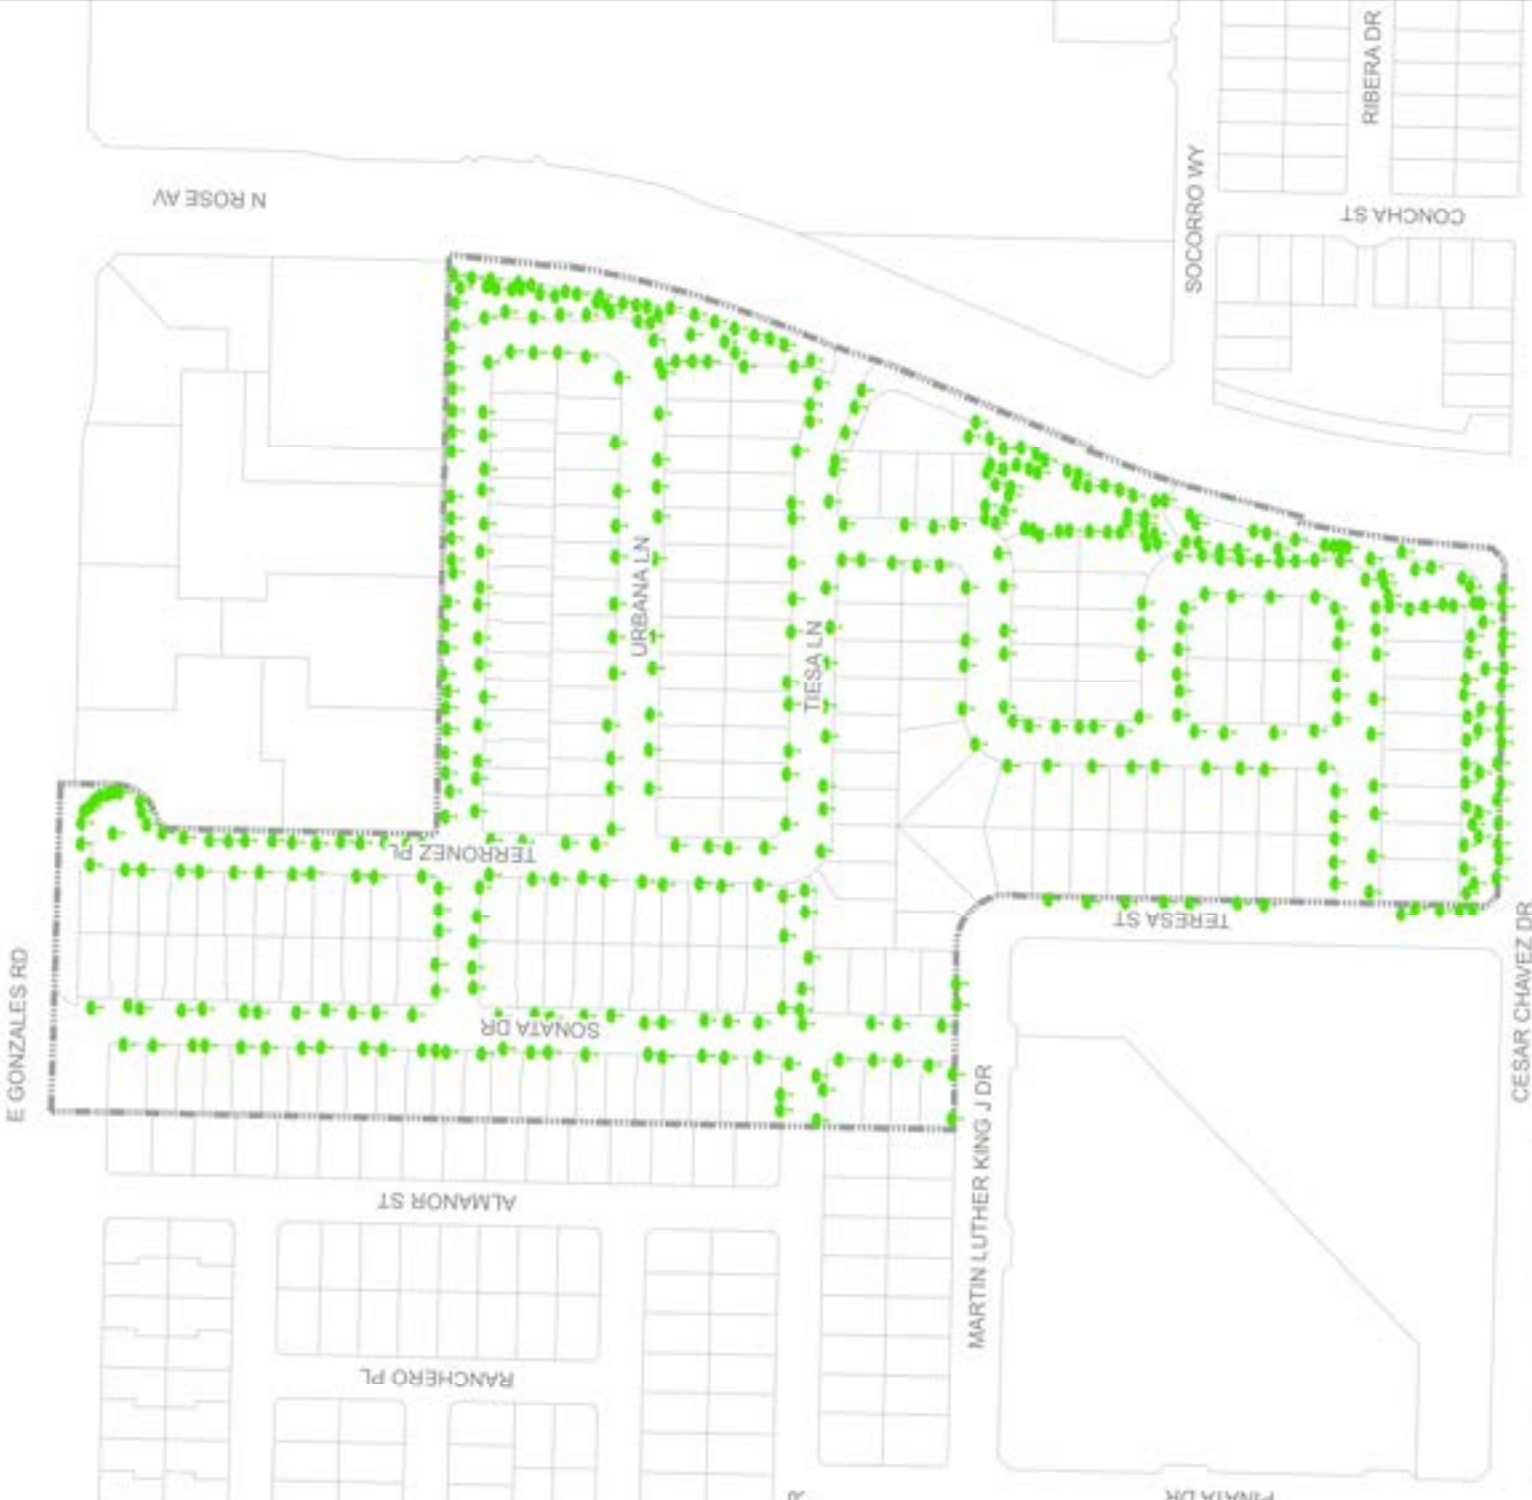 RIBERA DR
N ROSE AV
SOCORRO WY
CONCHA ST
URBANA LN
TIESA LN
TERRONEZ PL
TERESA ST
SONATA DR
E GONZALES RD
CESAR CHAVEZ DR
MARTIN LUTHER KING J DR
ALMANOR ST
RANCHERO PL